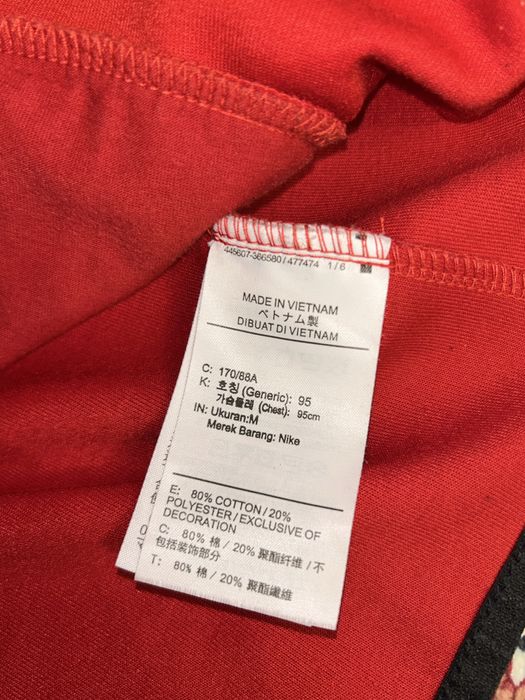 445607-366580 / 477474 1 / 6
MADE IN VIETNAM
ベトナム製
DIBUAT DI VIETNAM
C: 170/88A
K: 호칭 (Generic): 95
가슴둘레 (Chest): 95cm
IN: Ukuran:M
Merek Barang: Nike
E: 80% COTTON / 20%
POLYESTER / EXCLUSIVE OF
DECORATION
C: 80% 棉 / 20% 聚酯纤维 / 不
包括装饰部分
T: 80% 棉 / 20% 聚酯纖維